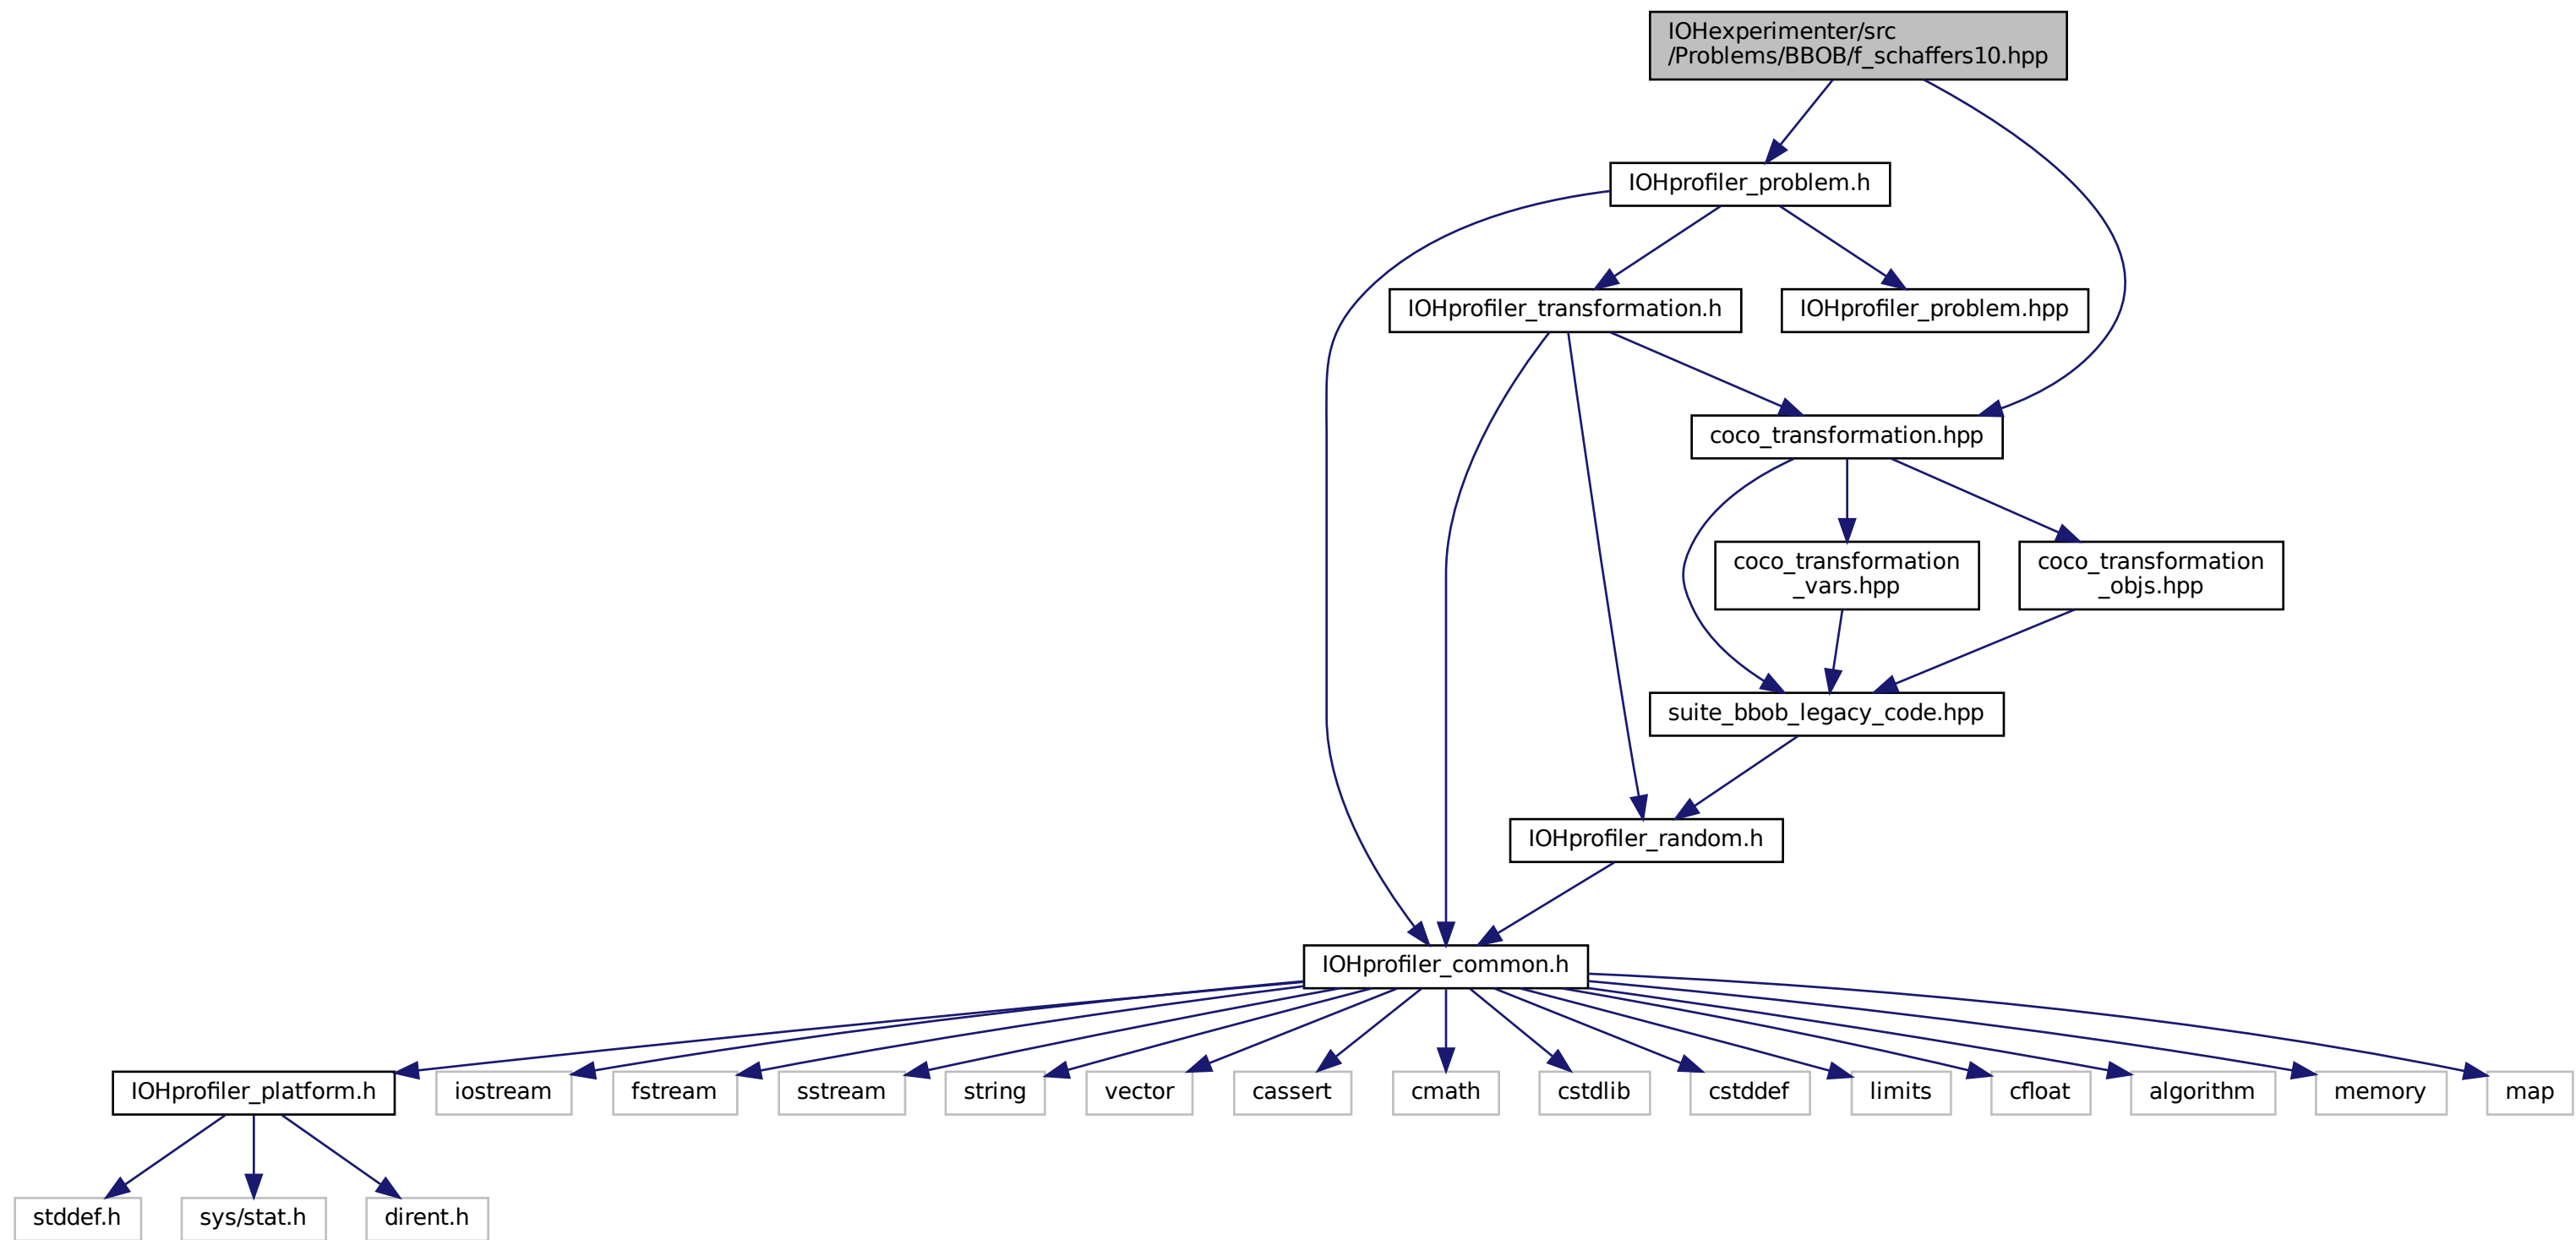 IOHexperimenter/src
/Problems/BBOB/f_schaffers10.hpp
IOHprofiler_problem.h
IOHprofiler_transformation.h
IOHprofiler_problem.hpp
coco_transformation.hpp
coco_transformation
_vars.hpp
coco_transformation
_objs.hpp
suite_bbob_legacy_code.hpp
IOHprofiler_random.h
IOHprofiler_common.h
IOHprofiler_platform.h
iostream
fstream
sstream
string
vector
cassert
cmath
cstdlib
cstddef
limits
cfloat
algorithm
memory
map
stddef.h
sys/stat.h
dirent.h